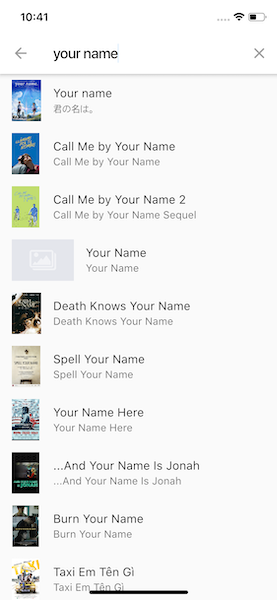 10:41
your name
Your name
君の名は。
Call Me by Your Name
Call Me by Your Name
Call Me by Your Name 2
Call Me by Your Name Sequel
Your Name
Your Name
Death Knows Your Name
Death Knows Your Name
Spell Your Name
Spell Your Name
Your Name Here
Your Name Here
...And Your Name Is Jonah
...And Your Name Is Jonah
Burn Your Name
Burn Your Name
Taxi Em Tên Gì
Taxi Em Tên Gì